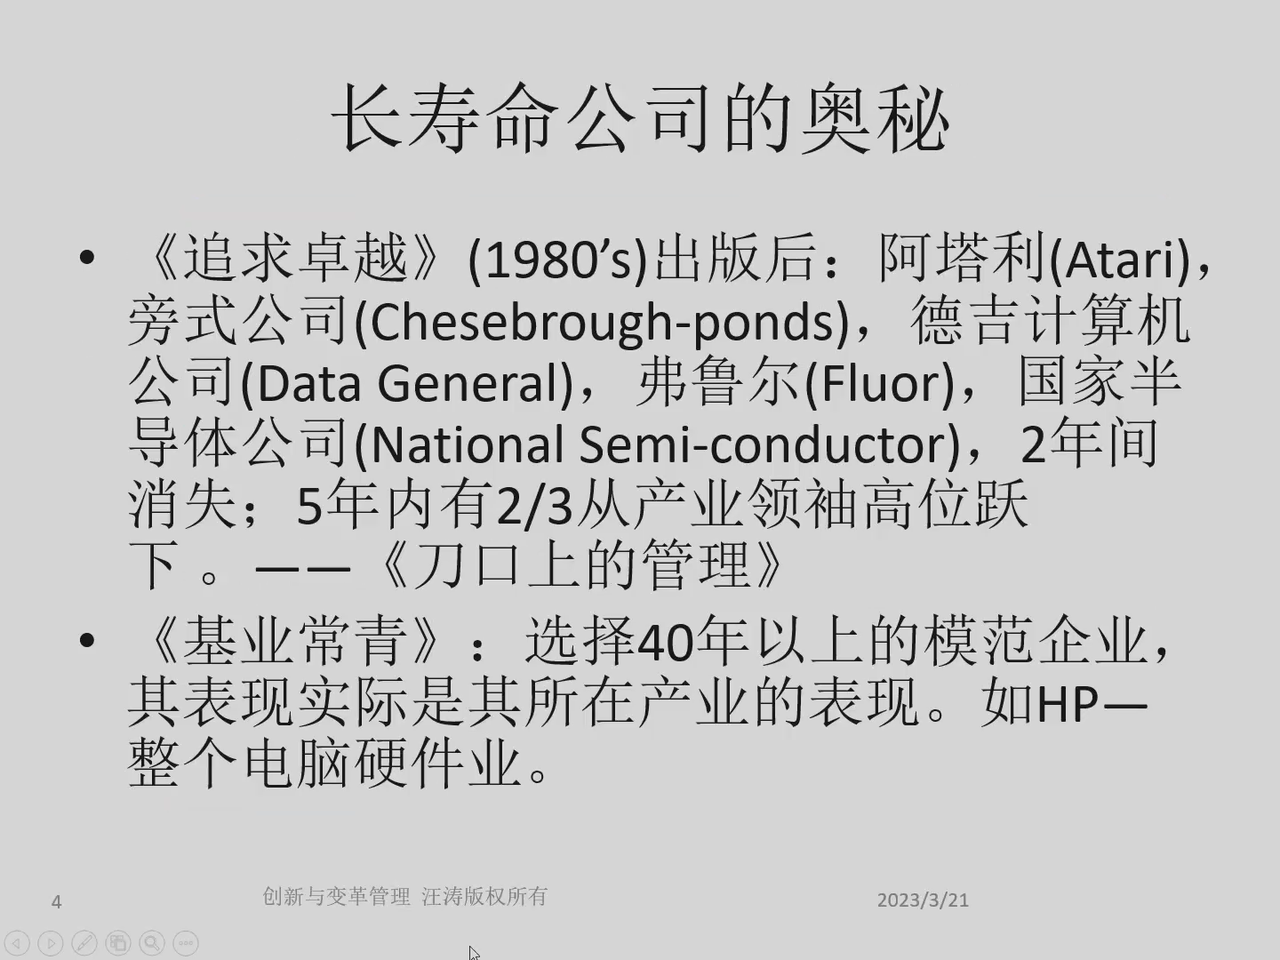 长寿命公司的奥秘
• 《追求卓越》(1980’s)出版后：阿塔利(Atari)，
旁式公司(Chesebrough-ponds)，德吉计算机
公司(Data General)，弗鲁尔(Fluor)，国家半
导体公司(National Semi-conductor)，2年间
消失；5年内有2/3从产业领袖高位跃
下 。——《刀口上的管理》
• 《基业常青》：选择40年以上的模范企业，
其表现实际是其所在产业的表现。如HP—
整个电脑硬件业。
4
创新与变革管理 汪涛版权所有
2023/3/21